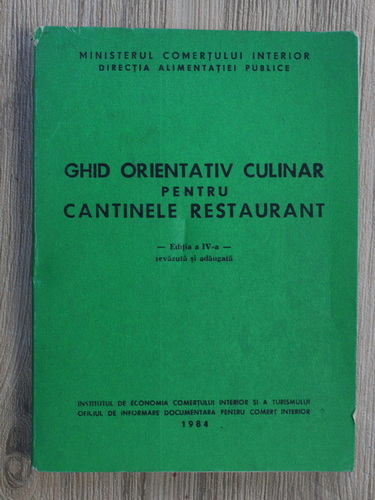 MINISTERUL COMERȚULUI INTERIOR
DIRECȚIA ALIMENTAȚIEI PUBLICE
GHID ORIENTATIV CULINAR
PENTRU
CANTINELE RESTAURANT
— Ediția a IV-a —
revăzută și adăugată
INSTITUTUL DE ECONOMIA COMERȚULUI INTERIOR ȘI A TURISMULUI
OFICIUL DE INFORMARE DOCUMENTARA PENTRU COMERȚ INTERIOR
1984